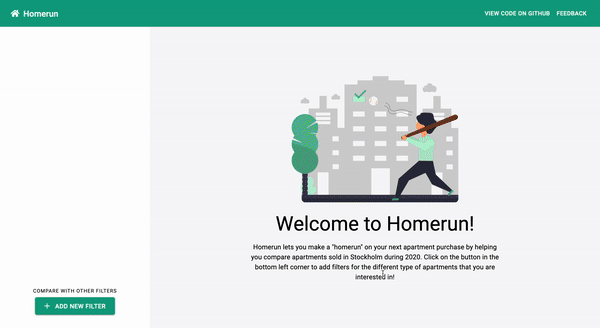 Homerun
VIEW CODE ON GITHUB FEEDBACK
Welcome to Homerun!
Homerun lets you make a "homerun" on your next apartment purchase by helping
you compare apartments sold in Stockholm during 2020. Click on the button in the
bottom left corner to add filters for the different type of apartments that you are
interested in!
COMPARE WITH OTHER FILTERS
+ ADD NEW FILTER